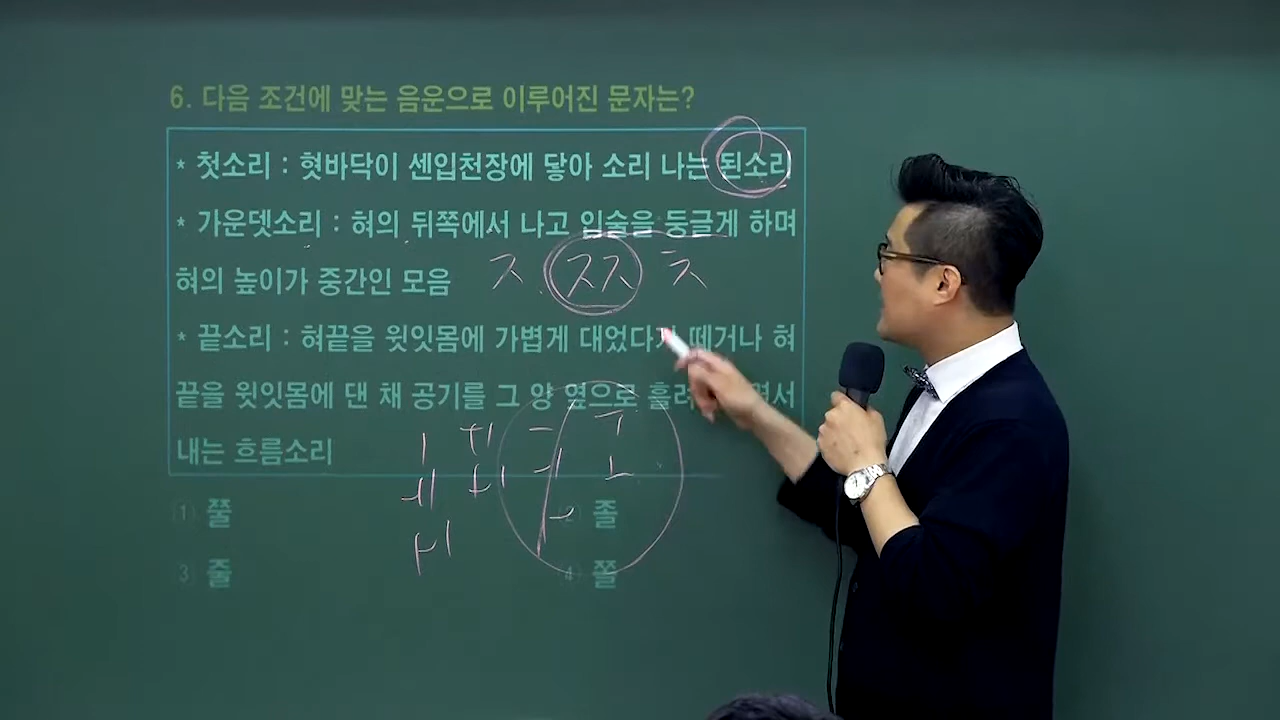 6. 다음 조건에 맞는 음운으로 이루어진 문자는?
* 첫소리 : 혓바닥이 센입천장에 닿아 소리 나는 된소리
* 가운뎃소리 : 혀의 뒤쪽에서 나고 입술을 둥글게 하며
혀의 높이가 중간인 모음
ㅈ ㅉ ㅊ
* 끝소리 : 혀끝을 윗잇몸에 가볍게 대었다가 떼거나 혀
끝을 윗잇몸에 댄 채 공기를 그 양 옆으로 흘려
내는 흐름소리
ㅣ ㅟ ㅡ ㅜ
ㅔ ㅚ ㅓ ㅗ
ㅐ ㅏ
1) 쭐
2) 졸
3 줄
4) 쫄